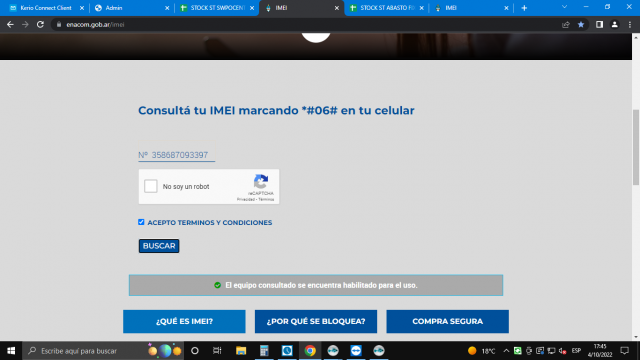 Kerio Connect Client
Admin
STOCK ST SWPOCENT
IMEI
STOCK ST ABASTO FI
IMEI
enacom.gob.ar/imei
Consultá tu IMEI marcando *#06# en tu celular
Nº 358687093397
No soy un robot
reCAPTCHA
Privacidad - Términos
ACEPTO TERMINOS Y CONDICIONES
BUSCAR
El equipo consultado se encuentra habilitado para el uso.
¿QUÉ ES IMEI?
¿POR QUÉ SE BLOQUEA?
COMPRA SEGURA
Escribe aquí para buscar
18°C
ESP
17:45
4/10/2022